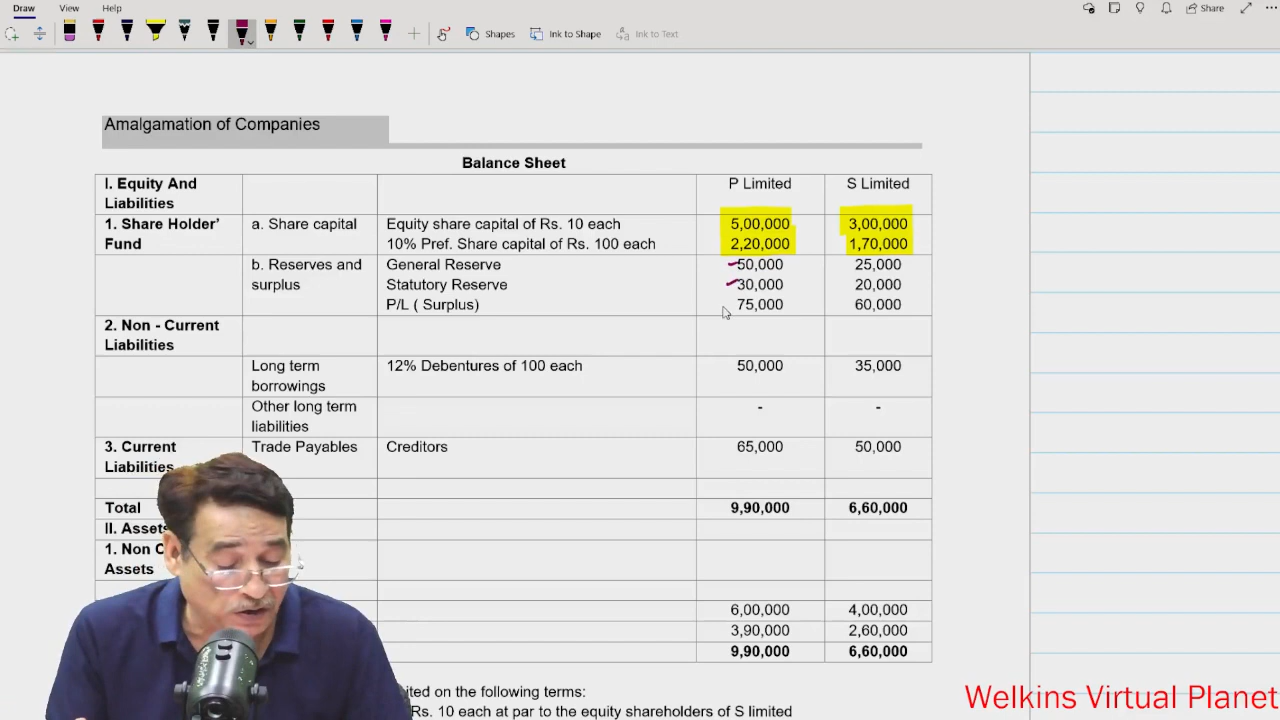 Draw View Help
Shapes Ink to Shape Ink to Text Share
Amalgamation of Companies
Balance Sheet
I. Equity And P Limited S Limited
Liabilities
1. Share Holder’ a. Share capital Equity share capital of Rs. 10 each 5,00,000 3,00,000
Fund 10% Pref. Share capital of Rs. 100 each 2,20,000 1,70,000
b. Reserves and General Reserve 50,000 25,000
surplus Statutory Reserve 30,000 20,000
P/L ( Surplus) 75,000 60,000
2. Non - Current
Liabilities
Long term 12% Debentures of 100 each 50,000 35,000
borrowings
Other long term - -
liabilities
3. Current Trade Payables Creditors 65,000 50,000
Liabilities
Total 9,90,000 6,60,000
II. Assets
1. Non
Assets
6,00,000 4,00,000
3,90,000 2,60,000
9,90,000 6,60,000
on the following terms:
Rs. 10 each at par to the equity shareholders of S limited
Welkins Virtual Planet